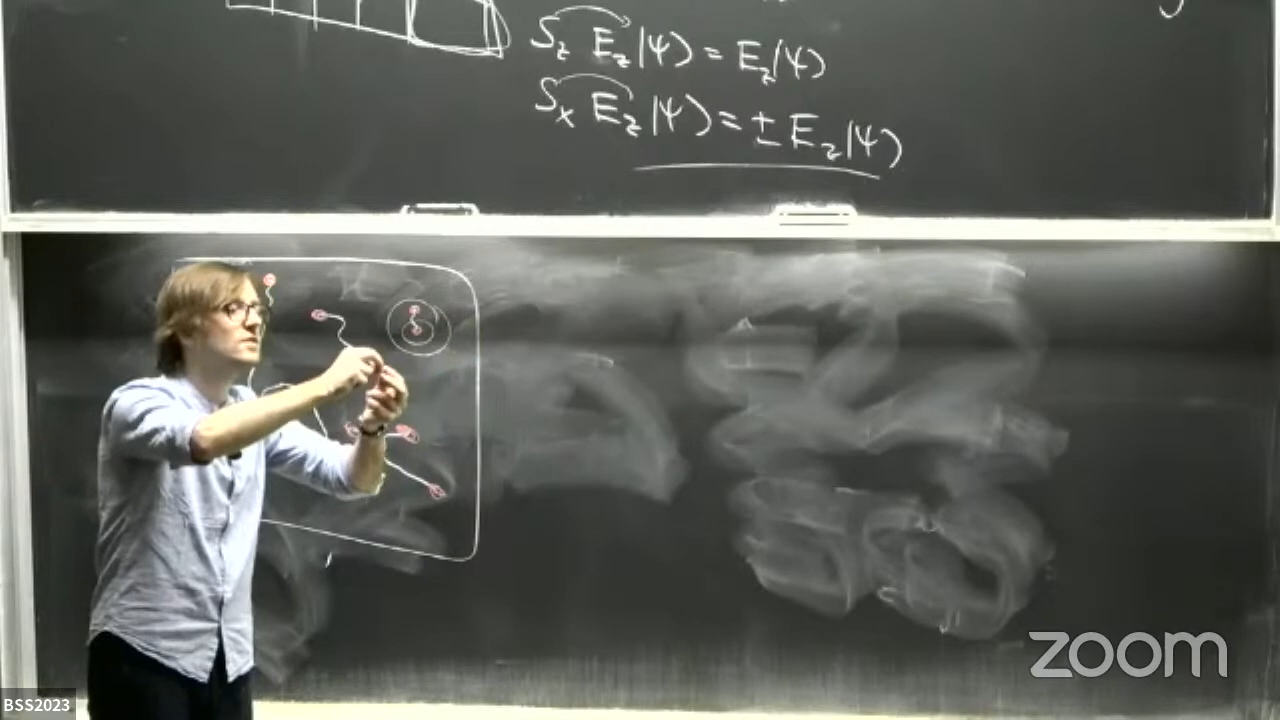 S_z E_z|ψ⟩ = E_z|ψ⟩
S_x E_z|ψ⟩ = ± E_z|ψ⟩
BSS2023
zoom